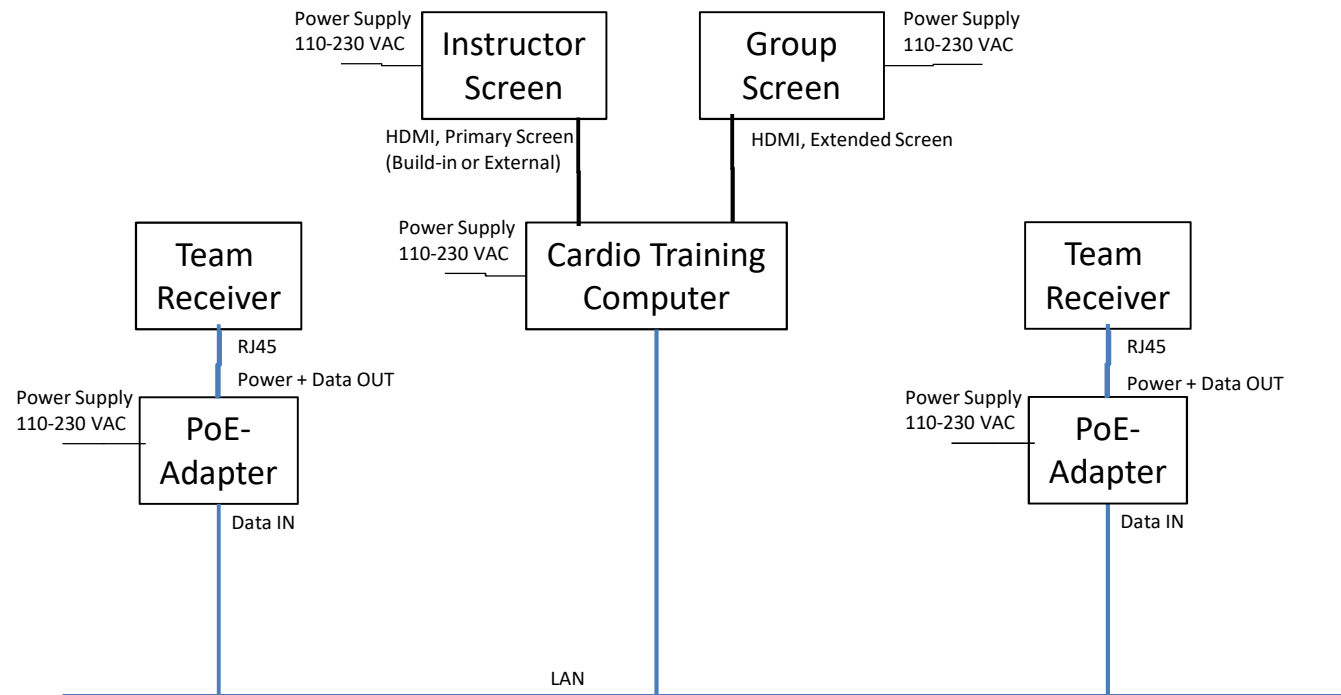 Power Supply
110-230 VAC
Instructor
Screen
Group
Screen
Power Supply
110-230 VAC
HDMI, Primary Screen
(Build-in or External)
HDMI, Extended Screen
Power Supply
110-230 VAC
Cardio Training
Computer
Team
Receiver
RJ45
Power + Data OUT
Power Supply
110-230 VAC
PoE-
Adapter
Data IN
Team
Receiver
RJ45
Power + Data OUT
Power Supply
110-230 VAC
PoE-
Adapter
Data IN
LAN